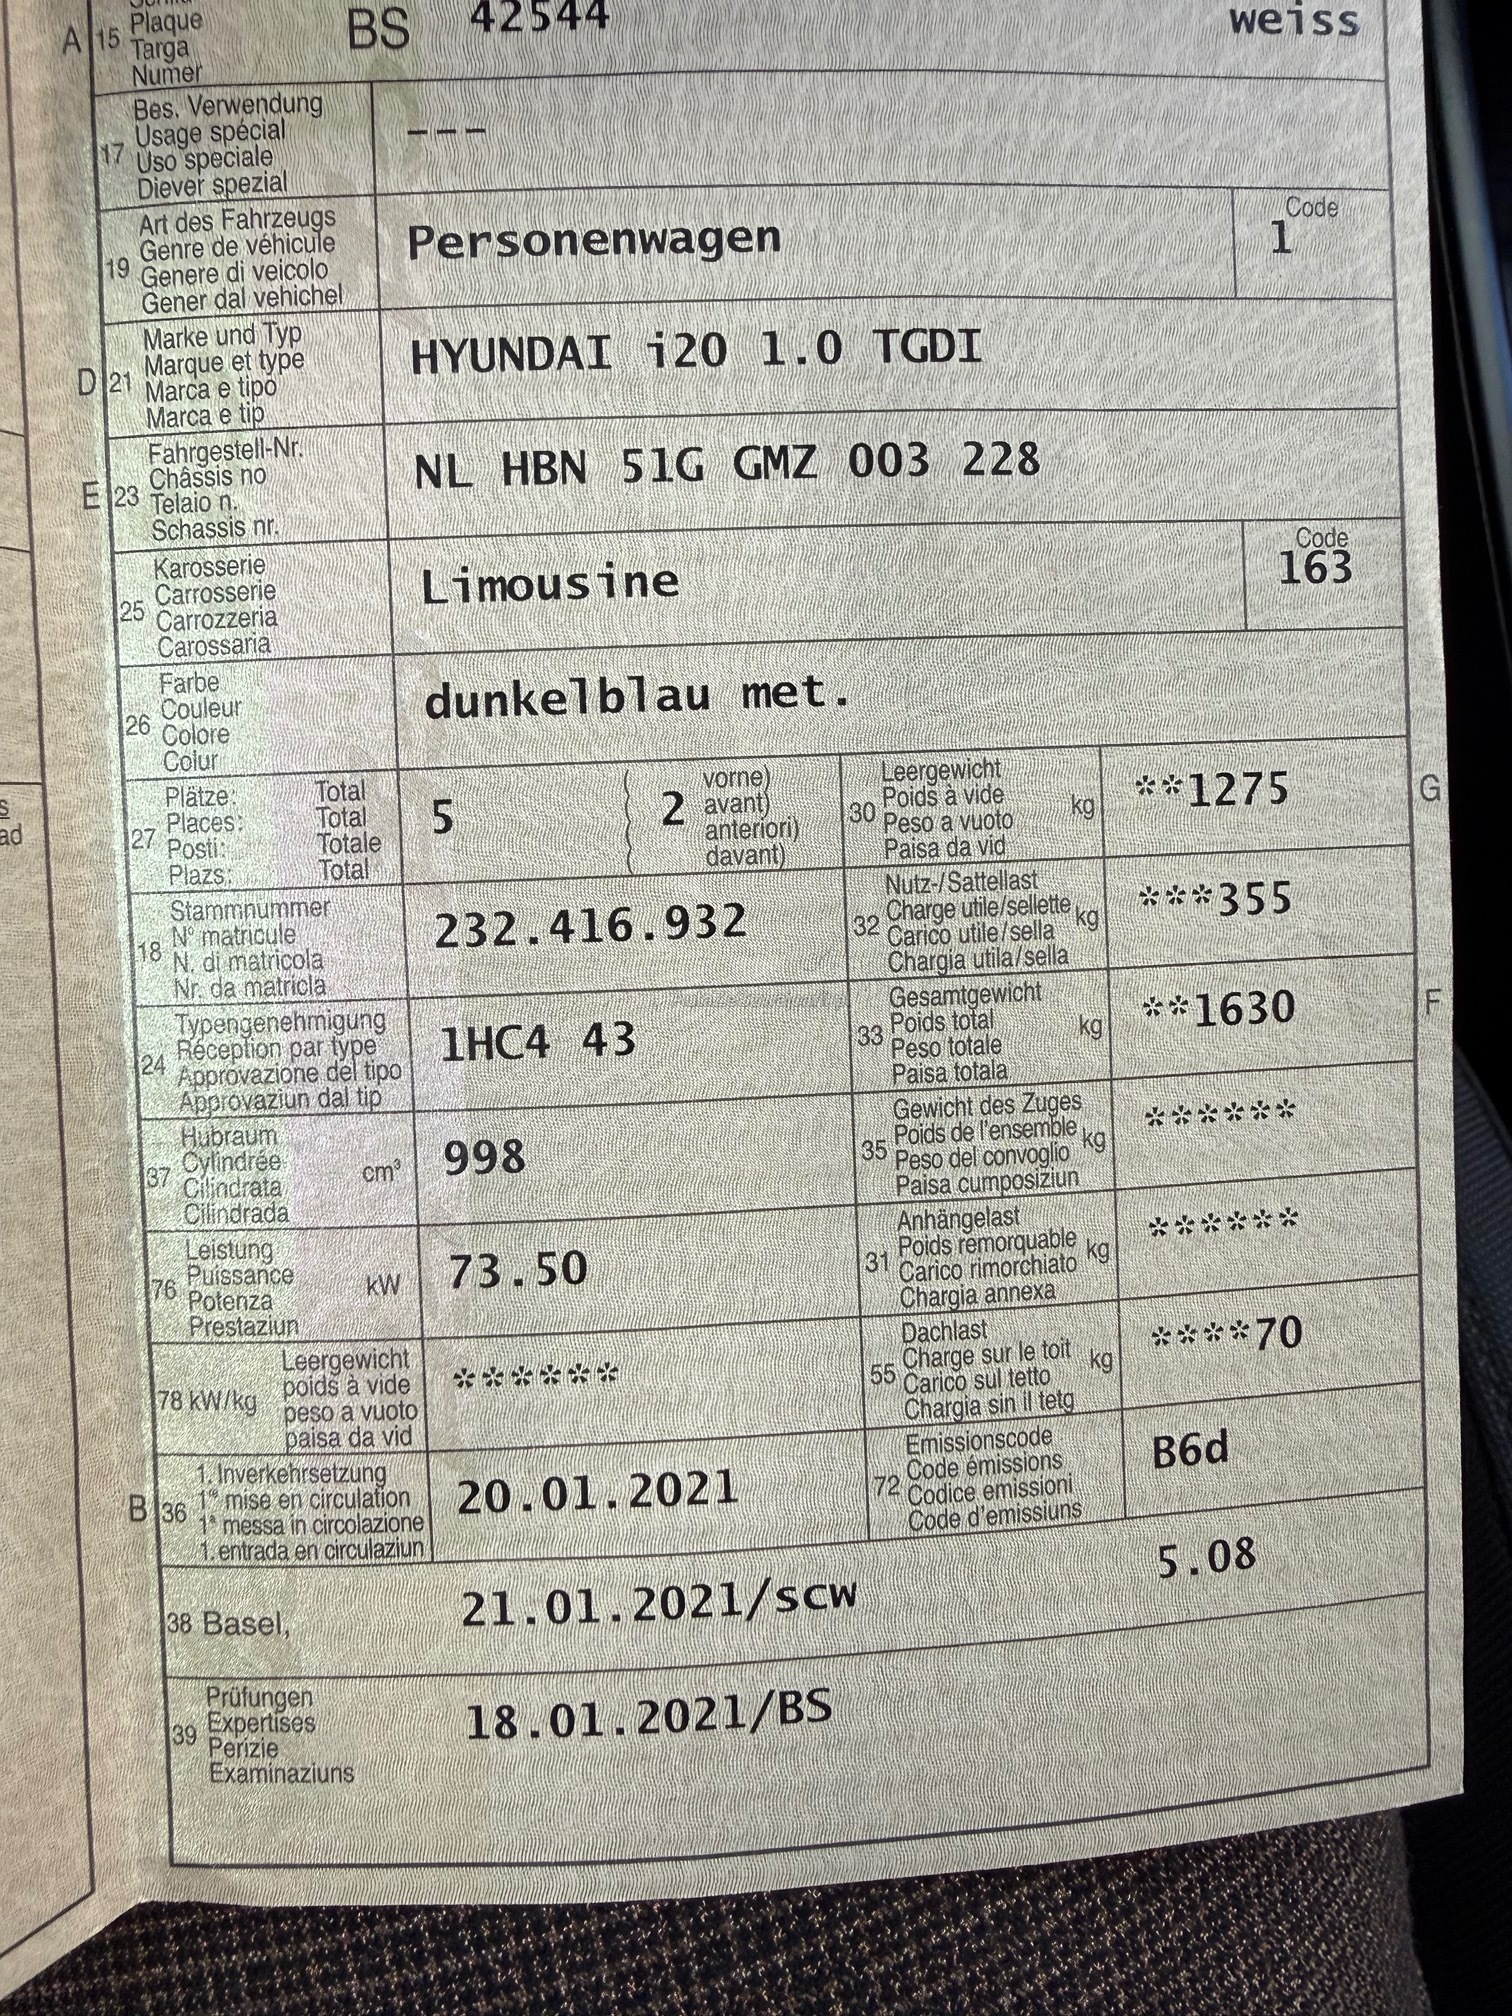 A 15 Plaque BS 42544 weiss
Targa
Numer
17 Bes. Verwendung ---
Usage spécial
Uso speciale
Diever spezial
19 Art des Fahrzeugs Personenwagen Code 1
Genre de véhicule
Genere di veicolo
Gener dal vehichel
D 21 Marke und Typ HYUNDAI i20 1.0 TGDI
Marque et type
Marca e tipo
Marca e tip
E 23 Fahrgestell-Nr. NL HBN 51G GMZ 003 228
Châssis no
Telaio n.
Schassis nr.
25 Karosserie Limousine Code 163
Carrosserie
Carrozzeria
Carossaria
26 Farbe dunkelblau met.
Couleur
Colore
Colur
27 Plätze: Total 5 2 vorne)
Places: Total avant)
Posti: Totale anteriori)
Plazs: Total davant)
30 Leergewicht kg **1275 G
Poids à vide
Peso a vuoto
Paisa da vid
18 Stammnummer 232.416.932
N° matricule
N. di matricola
Nr. da matricla
32 Nutz-/Sattellast kg ***355
Charge utile/sellette
Carico utile/sella
Chargia utila/sella
24 Typengenehmigung 1HC4 43
Réception par type
Approvazione del tipo
Approvaziun dal tip
33 Gesamtgewicht kg **1630 F
Poids total
Peso totale
Paisa totala
37 Hubraum cm³ 998
Cylindrée
Cilindrata
Cilindrada
35 Gewicht des Zuges kg ******
Poids de l'ensemble
Peso del convoglio
Paisa cumposiziun
76 Leistung kW 73.50
Puissance
Potenza
Prestaziun
31 Anhängelast kg ******
Poids remorquable
Carico rimorchiato
Chargia annexa
78 kW/kg Leergewicht ******
poids à vide
peso a vuoto
paisa da vid
55 Dachlast kg ****70
Charge sur le toit
Carico sul tetto
Chargia sin il tetg
B 36 1. Inverkehrsetzung 20.01.2021
1re mise en circulation
1a messa in circolazione
1. entrada en circulaziun
72 Emissionscode B6d
Code émissions
Codice emissioni
Code d'emissiuns
38 Basel, 21.01.2021/scw 5.08
39 Prüfungen 18.01.2021/BS
Expertises
Perizie
Examinaziuns